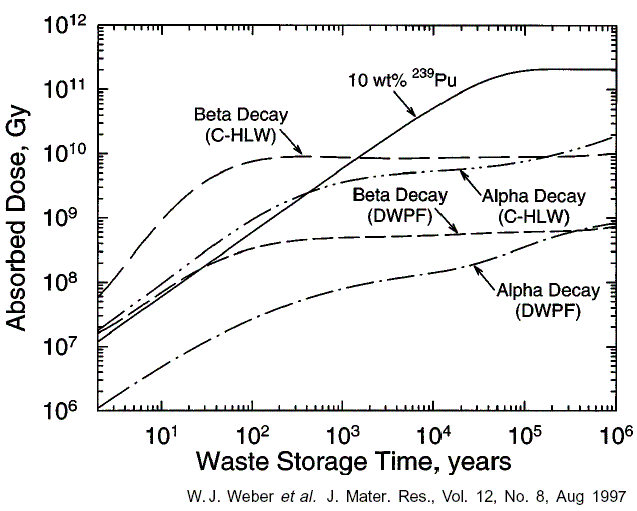 10¹²
10¹¹
10¹⁰
10⁹
10⁸
10⁷
10⁶
Absorbed Dose, Gy
10 wt% ²³⁹Pu
Beta Decay
(C-HLW)
Beta Decay
(DWPF)
Alpha Decay
(C-HLW)
Alpha Decay
(DWPF)
10¹ 10² 10³ 10⁴ 10⁵ 10⁶
Waste Storage Time, years
W. J. Weber et al. J. Mater. Res., Vol. 12, No. 8, Aug 1997